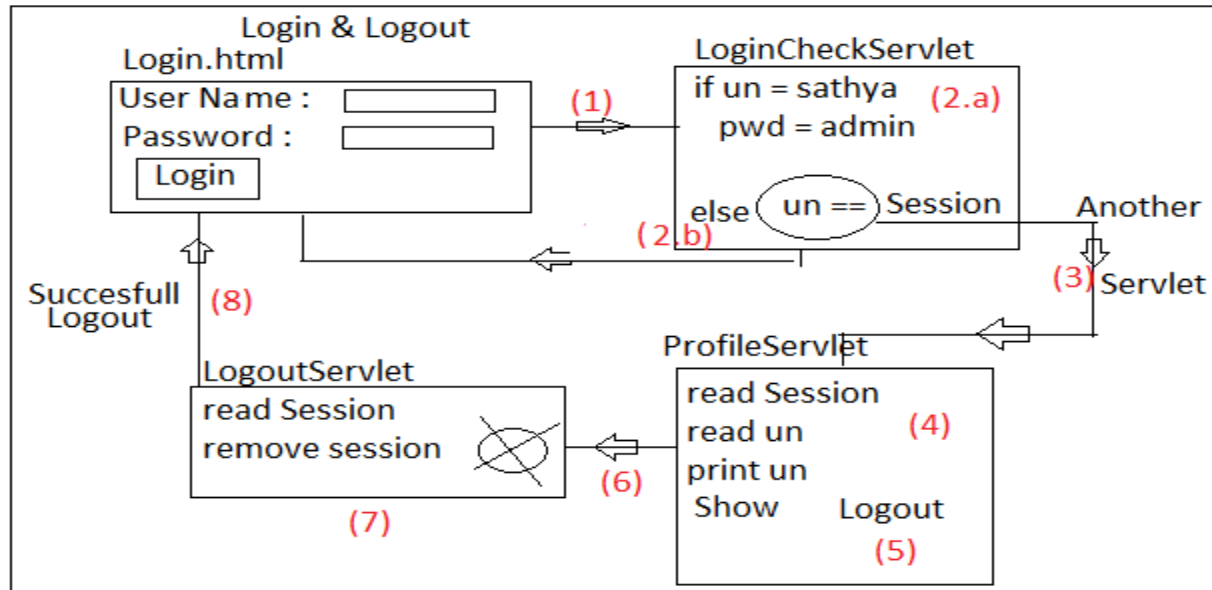 Login & Logout
Login.html
User Name :
Password :
Login
(1)
LoginCheckServlet
if un = sathya
(2.a)
pwd = admin
else un == Session
Another
(2.b)
(3) Servlet
Succesfull
Logout
(8)
ProfileServlet
read Session
read un
(4)
print un
Show Logout
(5)
(6)
LogoutServlet
read Session
remove session
(7)